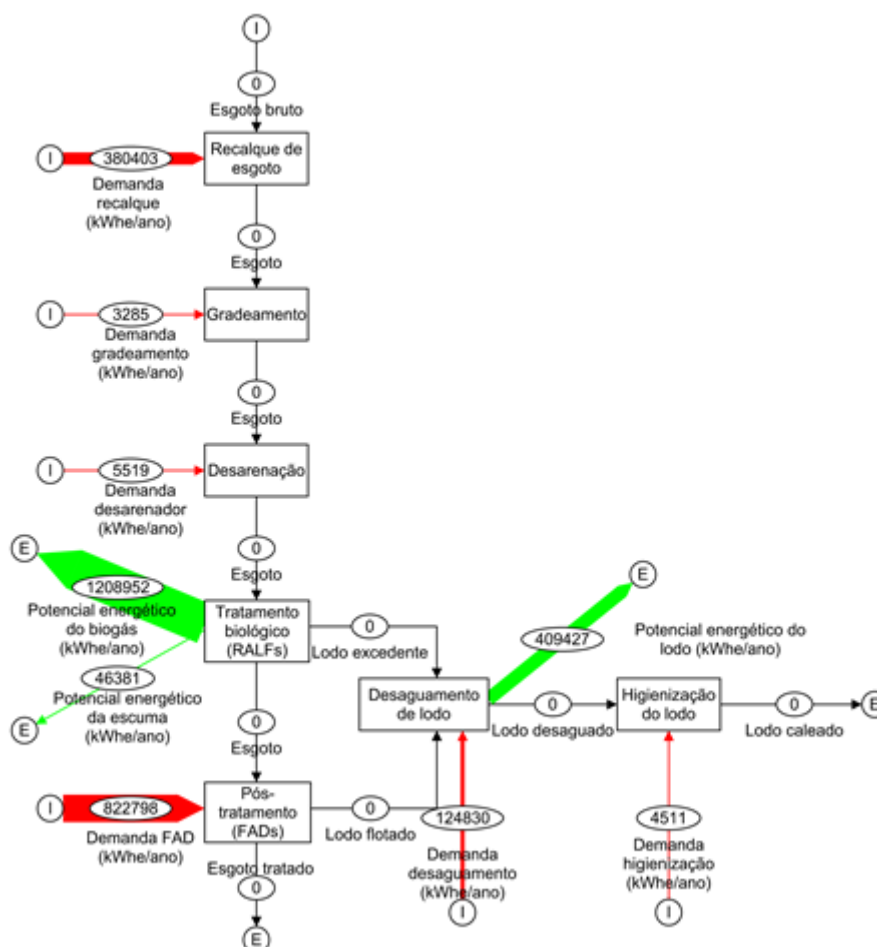 I
0
Esgoto bruto
I
380403
Recalque de
esgoto
Demanda
recalque
(kWhe/ano)
0
Esgoto
I
3285
Gradeamento
Demanda
gradeamento
(kWhe/ano)
0
Esgoto
I
5519
Desarenação
Demanda
desarenador
(kWhe/ano)
0
Esgoto
E
1208952
Potencial energético
do biogás
(kWhe/ano)
Tratamento
biológico
(RALFs)
0
Lodo excedente
46381
Potencial energético
da escuma
(kWhe/ano)
E
E
409427
Potencial energético do
lodo (kWhe/ano)
Desaguamento
de lodo
0
Lodo desaguado
Higienização
do lodo
0
Lodo caleado
E
0
Esgoto
I
822798
Demanda FAD
(kWhe/ano)
Pós-
tratamento
(FADs)
0
Lodo flotado
124830
Demanda
desaguamento
(kWhe/ano)
I
4511
Demanda
higienização
(kWhe/ano)
I
Esgoto tratado
0
E